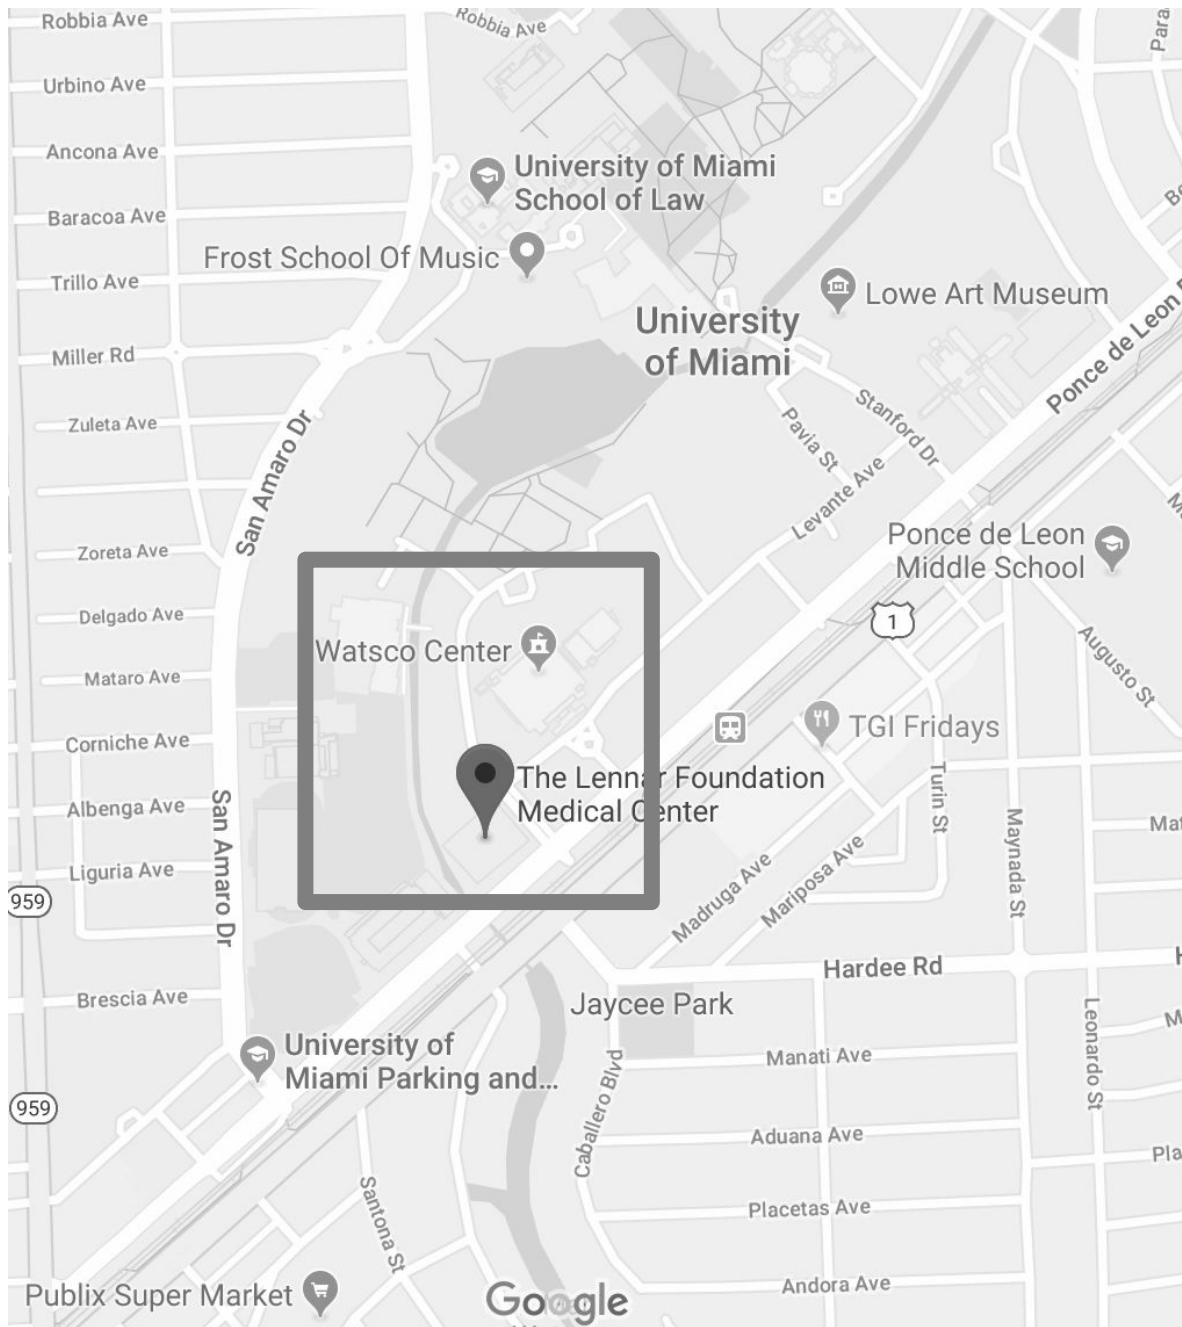 Robbia Ave
Robbia Ave
Para
Urbino Ave
Ancona Ave
University of Miami
School of Law
Baracoa Ave
Be
Frost School Of Music
Trillo Ave
Lowe Art Museum
University
of Miami
Ponce de Leon
Miller Rd
Stanford Dr
Pavia St
Zuleta Ave
San Amaro Dr
Levante Ave
Ponce de Leon
Middle School
Zoreta Ave
Delgado Ave
1
Watsco Center
Augusto St
Mataro Ave
TGI Fridays
Corniche Ave
The Lennar Foundation
Medical Center
Turin St
Albenga Ave
San Amaro Dr
Maynada St
Mat
Liguria Ave
Madruga Ave
Mariposa Ave
959
Hardee Rd
H
Brescia Ave
Jaycee Park
Leonardo St
M
University of
Miami Parking and...
Manati Ave
Caballero Blvd
959
Aduana Ave
Pla
Santona St
Placetas Ave
Publix Super Market
Google
Andora Ave